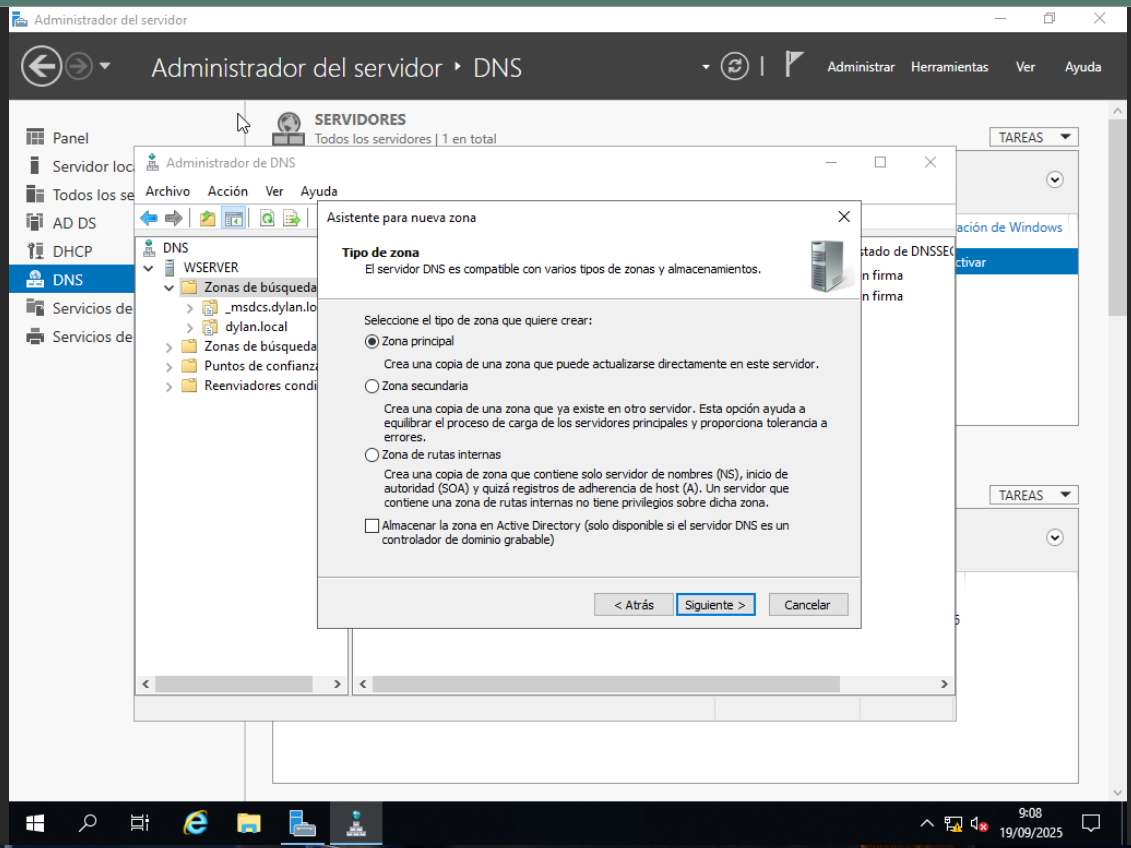 Administrador del servidor
Administrador del servidor • DNS
Administrar Herramientas Ver Ayuda
Panel
Servidor loc
Todos los se
AD DS
DHCP
DNS
Servicios de
Servicios de
SERVIDORES
Todos los servidores | 1 en total
TAREAS
ación de Windows
ctivar
TAREAS
Administrador de DNS
Archivo Acción Ver Ayuda
DNS
WSERVER
Zonas de búsqueda
_msdcs.dylan.lo
dylan.local
Zonas de búsqueda
Puntos de confianza
Reenviadores condi
stado de DNSSEC
n firma
n firma
Asistente para nueva zona
Tipo de zona
El servidor DNS es compatible con varios tipos de zonas y almacenamientos.
Seleccione el tipo de zona que quiere crear:
Zona principal
Crea una copia de una zona que puede actualizarse directamente en este servidor.
Zona secundaria
Crea una copia de una zona que ya existe en otro servidor. Esta opción ayuda a
equilibrar el proceso de carga de los servidores principales y proporciona tolerancia a
errores.
Zona de rutas internas
Crea una copia de zona que contiene solo servidor de nombres (NS), inicio de
autoridad (SOA) y quizá registros de adherencia de host (A). Un servidor que
contiene una zona de rutas internas no tiene privilegios sobre dicha zona.
Almacenar la zona en Active Directory (solo disponible si el servidor DNS es un
controlador de dominio grabable)
< Atrás Siguiente > Cancelar
9:08
19/09/2025